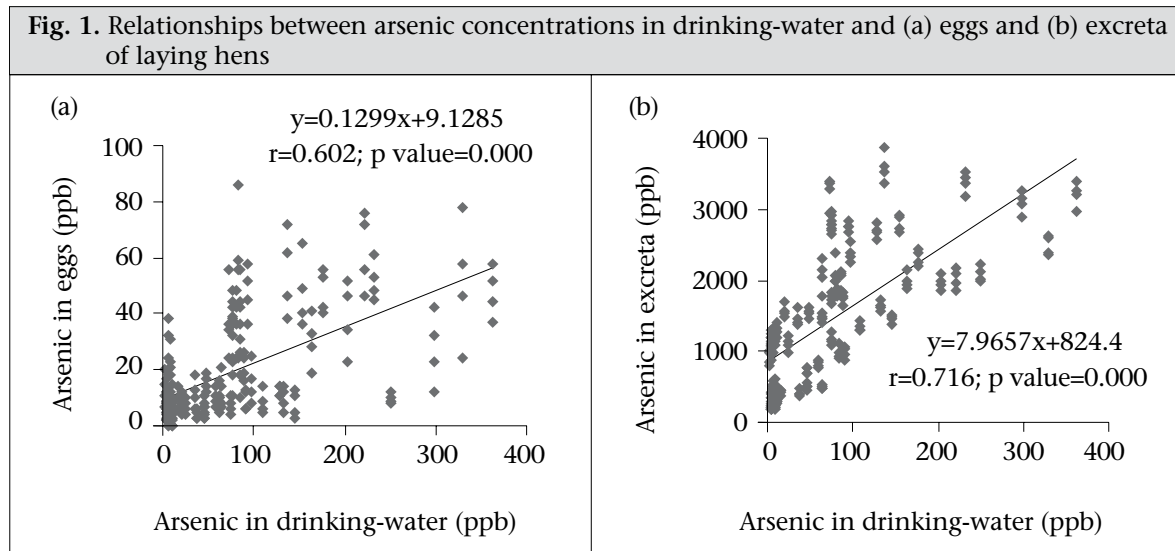 Fig. 1. Relationships between arsenic concentrations in drinking-water and (a) eggs and (b) excreta
of laying hens
(a)
y=0.1299x+9.1285
r=0.602; p value=0.000
100
80
60
40
20
0
Arsenic in eggs (ppb)
0 100 200 300 400
Arsenic in drinking-water (ppb)
(b)
4000
3000
2000
1000
0
Arsenic in excreta (ppb)
y=7.9657x+824.4
r=0.716; p value=0.000
0 100 200 300 400
Arsenic in drinking-water (ppb)